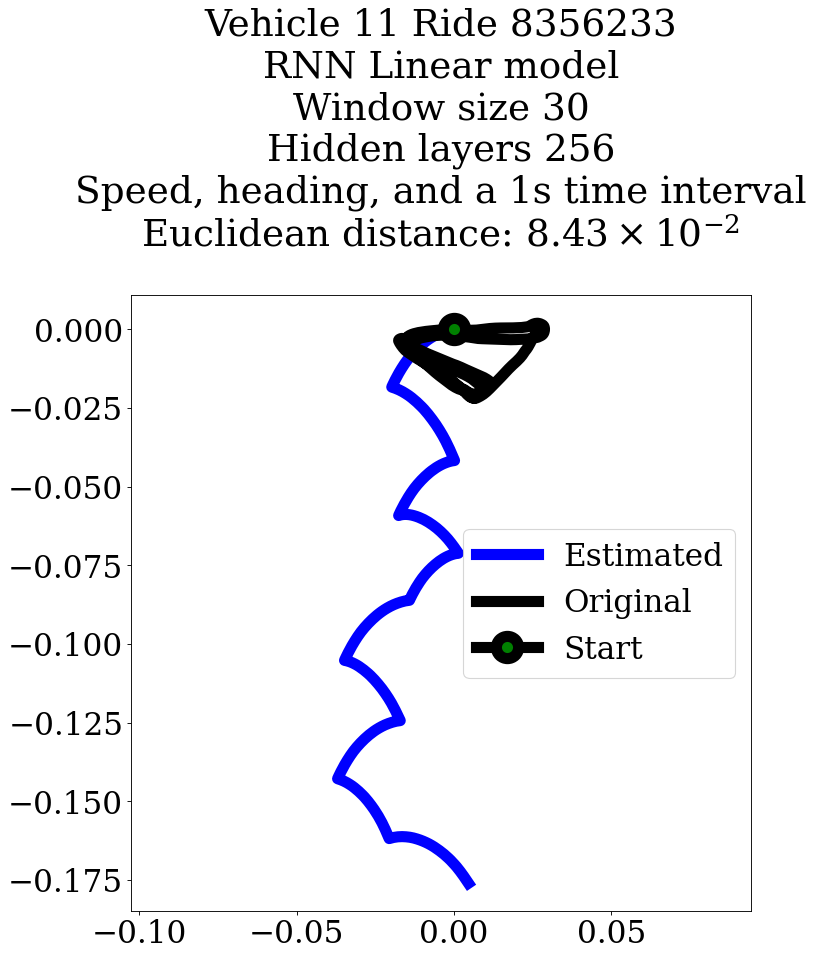 Vehicle 11 Ride 8356233
RNN Linear model
Window size 30
Hidden layers 256
Speed, heading, and a 1s time interval
Euclidean distance: 8.43 × 10⁻²
0.000
−0.025
−0.050
−0.075
−0.100
−0.125
−0.150
−0.175
Estimated
Original
Start
−0.10
−0.05
0.00
0.05